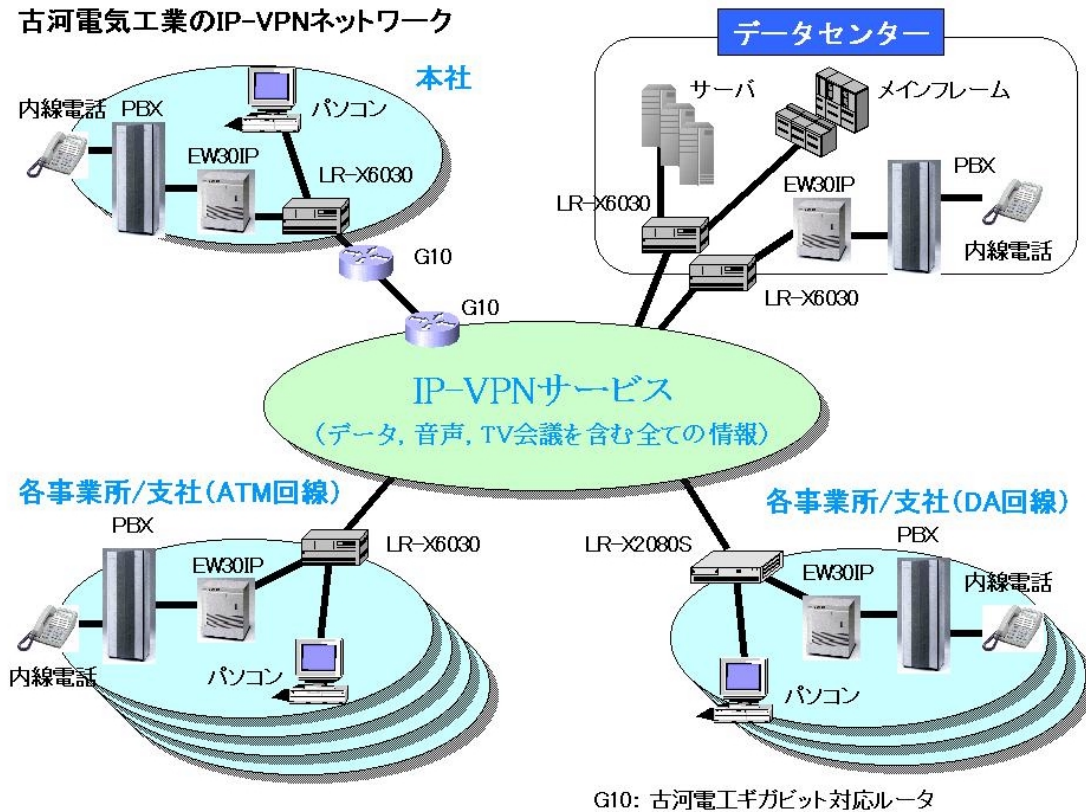 古河電気工業のIP-VPNネットワーク
本社
内線電話
PBX
EW30IP
パソコン
LR-X6030
G10
G10
データセンター
サーバ
メインフレーム
LR-X6030
EW30IP
PBX
内線電話
LR-X6030
IP-VPNサービス
(データ, 音声, TV会議を含む全ての情報)
各事業所/支社(ATM回線)
PBX
EW30IP
LR-X6030
内線電話
パソコン
各事業所/支社(DA回線)
LR-X2080S
EW30IP
PBX
内線電話
パソコン
G10: 古河電工ギガビット対応ルータ